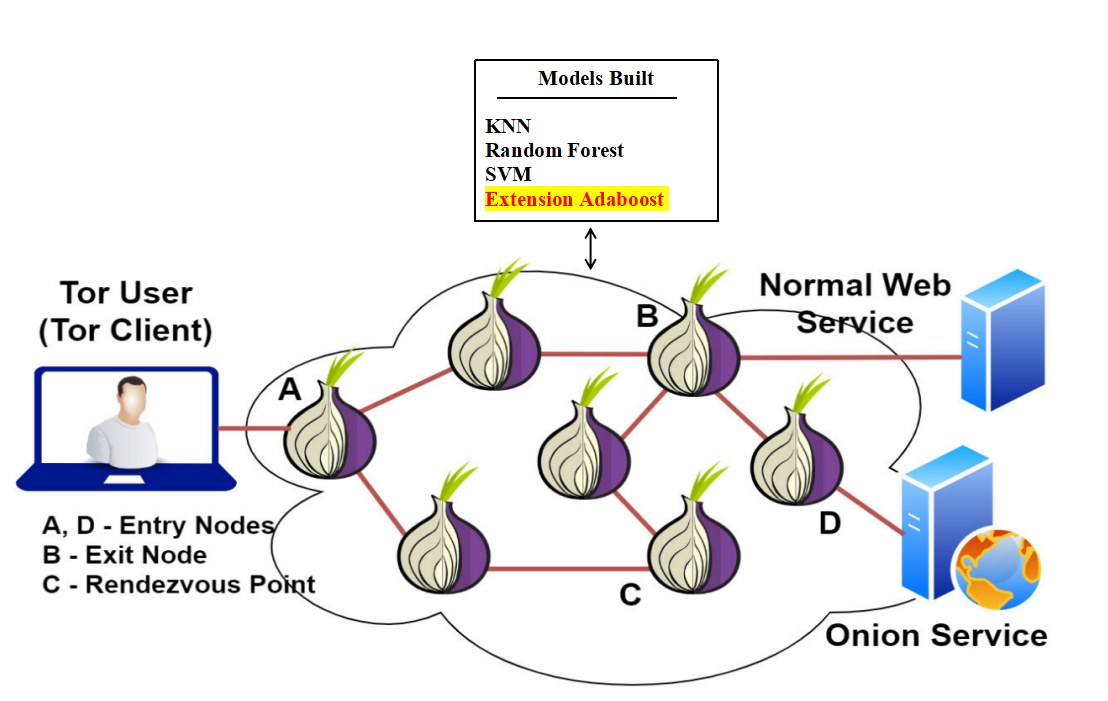 Models Built
KNN
Random Forest
SVM
Extension Adaboost
Tor User
(Tor Client)
A
B
Normal Web
Service
A, D - Entry Nodes
B - Exit Node
C - Rendezvous Point
C
D
Onion Service